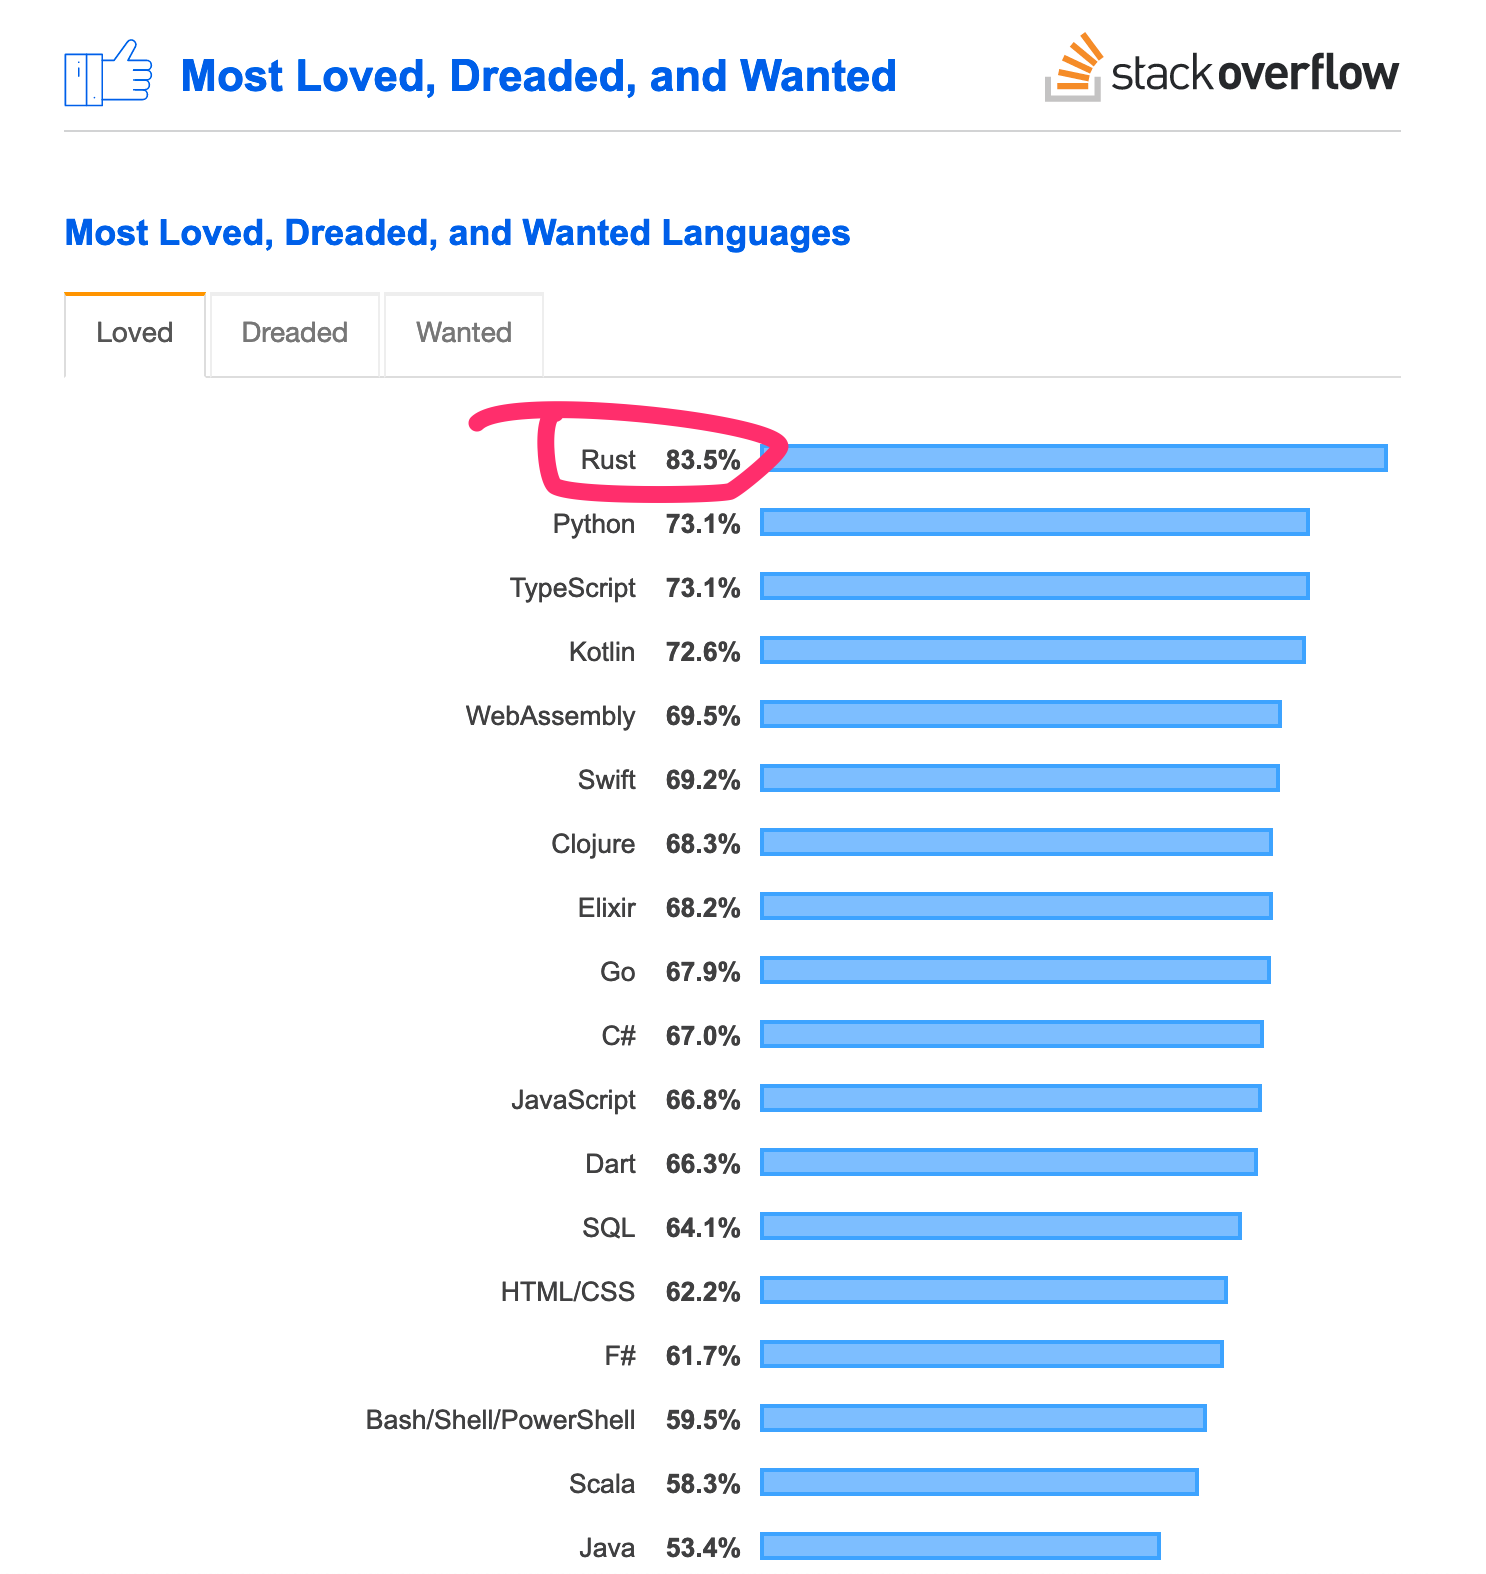 Most Loved, Dreaded, and Wanted
stackoverflow
Most Loved, Dreaded, and Wanted Languages
Loved Dreaded Wanted
Rust 83.5%
Python 73.1%
TypeScript 73.1%
Kotlin 72.6%
WebAssembly 69.5%
Swift 69.2%
Clojure 68.3%
Elixir 68.2%
Go 67.9%
C# 67.0%
JavaScript 66.8%
Dart 66.3%
SQL 64.1%
HTML/CSS 62.2%
F# 61.7%
Bash/Shell/PowerShell 59.5%
Scala 58.3%
Java 53.4%